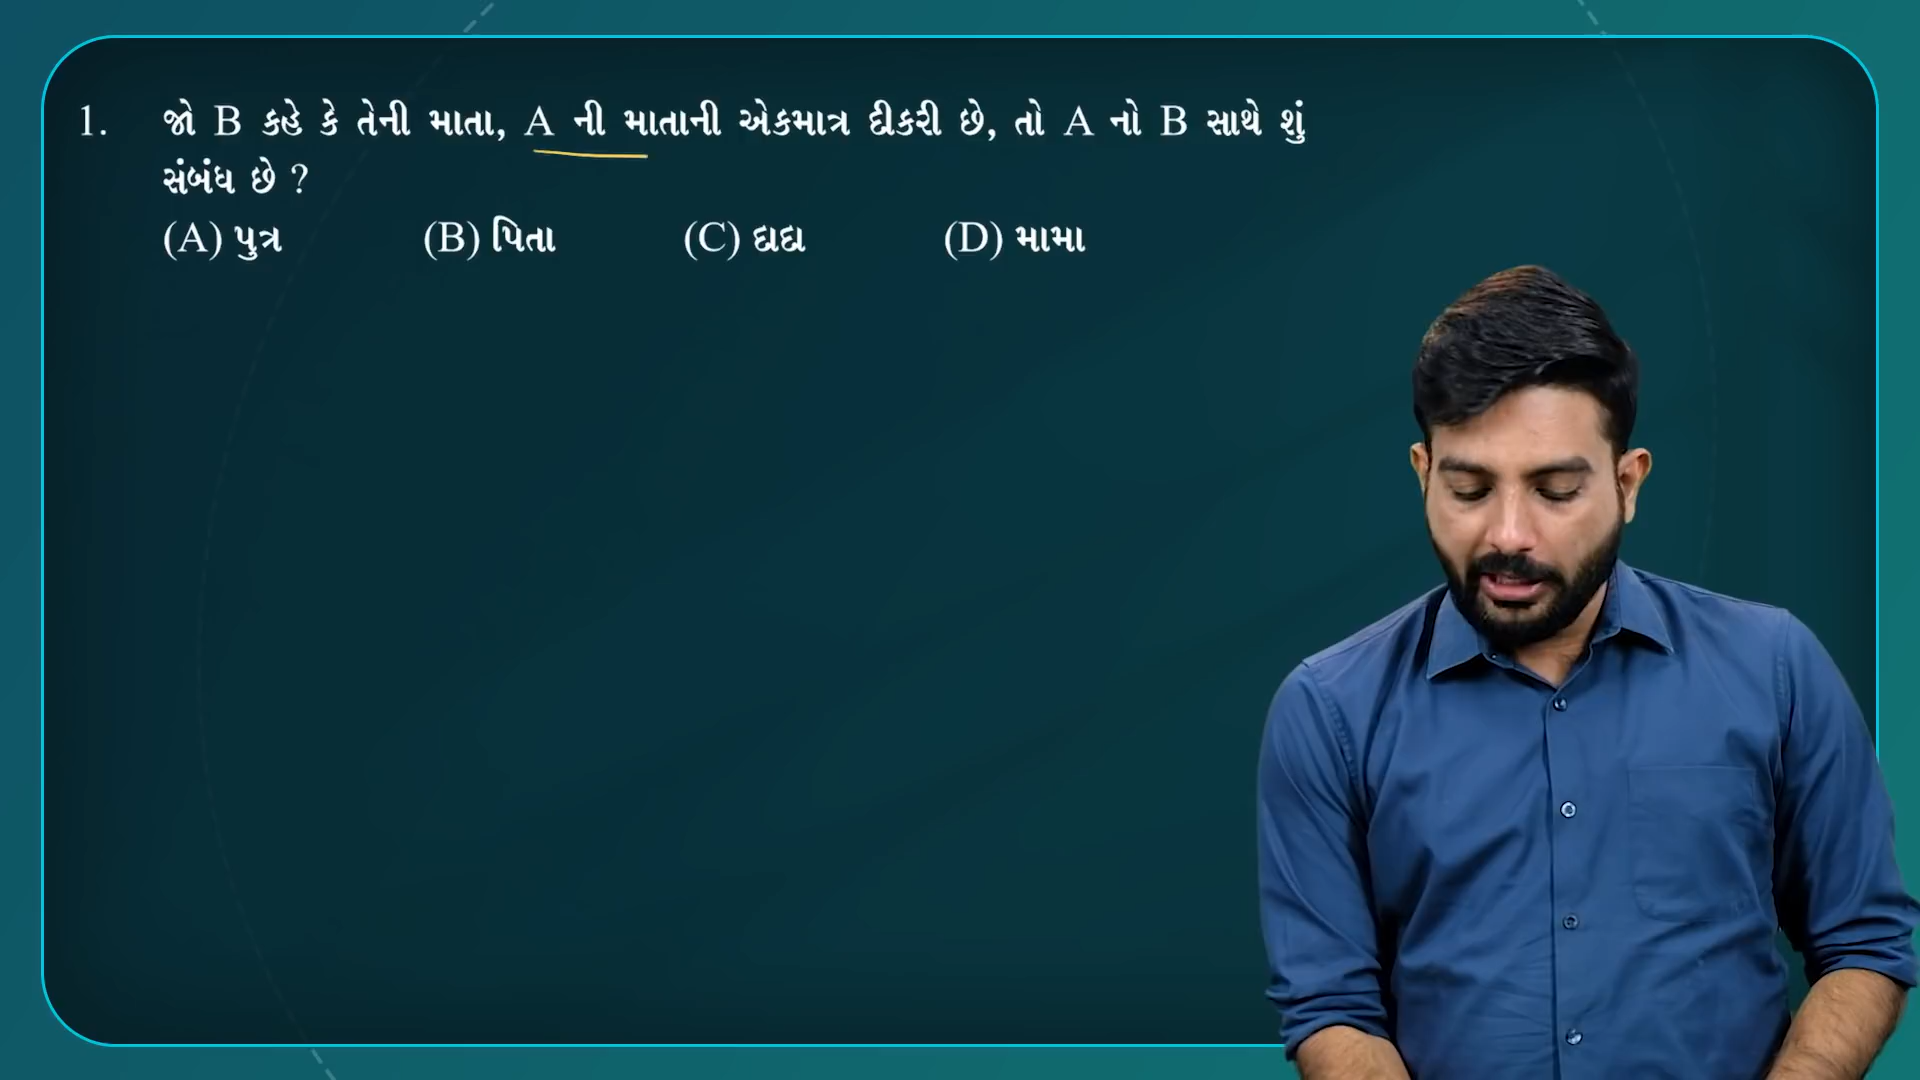 1. જો B કહે કે તેની માતા, A ની માતાની એકમાત્ર દીકરી છે, તો A નો B સાથે શું
સંબંધ છે ?
(A) પુત્ર (B) પિતા (C) દાદા (D) મામા